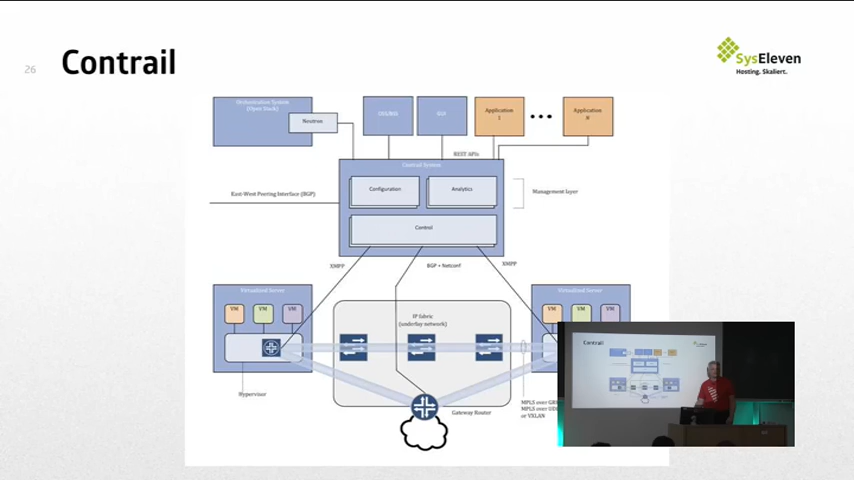 26
Contrail
SysEleven
Hosting. Skaliert.
Orchestration System
(Open Stack)
Neutron
OSS/BSS
GUI
Application
1
Application
N
REST APIs
Contrail System
Configuration
Analytics
Management layer
East-West Peering Interface (BGP)
Control
XMPP
BGP + Netconf
XMPP
Virtualized Server
Virtualized Server
VM
VM
VM
VM
VM
VM
IP fabric
(underlay network)
Hypervisor
Gateway Router
MPLS over
MPLS over
or VXLAN
Contrail